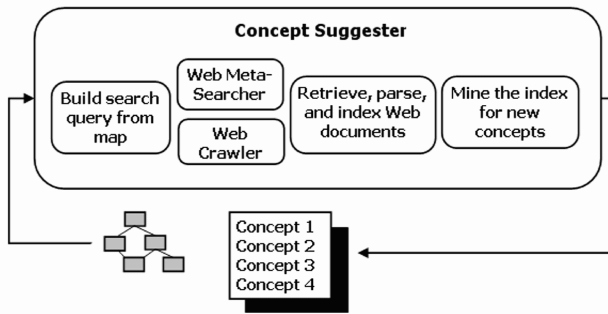 Concept Suggester
Build search
query from
map
Web Meta-
Searcher
Web
Crawler
Retrieve, parse,
and index Web
documents
Mine the index
for new
concepts
Concept 1
Concept 2
Concept 3
Concept 4